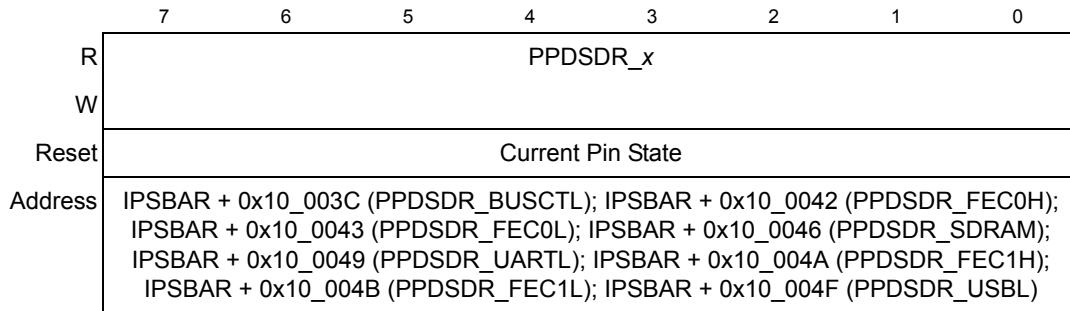 7 6 5 4 3 2 1 0
R PPDSDR_x
W
Reset Current Pin State
Address IPSBAR + 0x10_003C (PPDSDR_BUSCTL); IPSBAR + 0x10_0042 (PPDSDR_FEC0H);
IPSBAR + 0x10_0043 (PPDSDR_FEC0L); IPSBAR + 0x10_0046 (PPDSDR_SDRAM);
IPSBAR + 0x10_0049 (PPDSDR_UARTL); IPSBAR + 0x10_004A (PPDSDR_FEC1H);
IPSBAR + 0x10_004B (PPDSDR_FEC1L); IPSBAR + 0x10_004F (PPDSDR_USBL)